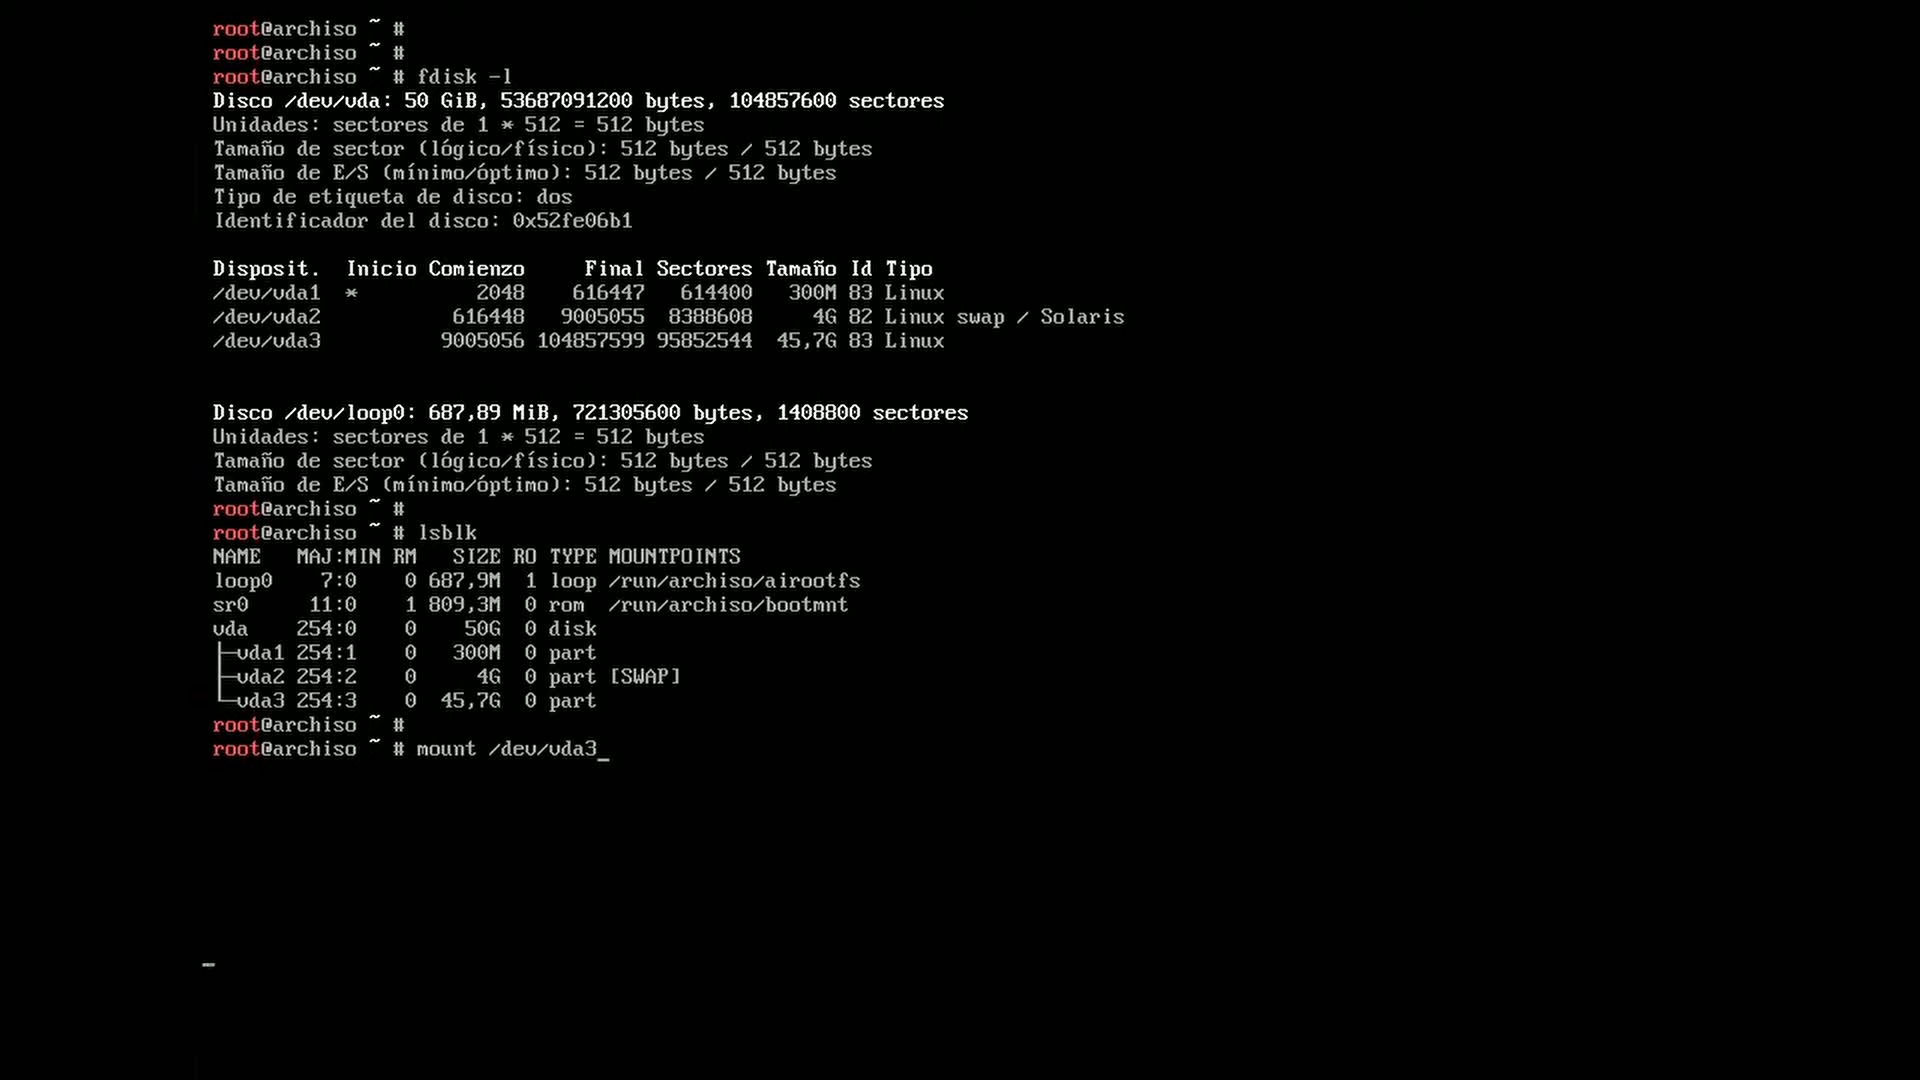 root@archiso ~ #
root@archiso ~ #
root@archiso ~ # fdisk -l
Disco /dev/vda: 50 GiB, 53687091200 bytes, 104857600 sectores
Unidades: sectores de 1 * 512 = 512 bytes
Tamaño de sector (lógico/físico): 512 bytes / 512 bytes
Tamaño de E/S (mínimo/óptimo): 512 bytes / 512 bytes
Tipo de etiqueta de disco: dos
Identificador del disco: 0x52fe06b1
Disposit.  Inicio Comienzo     Final Sectores Tamaño Id Tipo
/dev/vda1  *          2048    616447   614400   300M 83 Linux
/dev/vda2           616448   9005055  8388608     4G 82 Linux swap / Solaris
/dev/vda3          9005056 104857599 95852544  45,7G 83 Linux
Disco /dev/loop0: 687,89 MiB, 721305600 bytes, 1408800 sectores
Unidades: sectores de 1 * 512 = 512 bytes
Tamaño de sector (lógico/físico): 512 bytes / 512 bytes
Tamaño de E/S (mínimo/óptimo): 512 bytes / 512 bytes
root@archiso ~ #
root@archiso ~ # lsblk
NAME   MAJ:MIN RM   SIZE RO TYPE MOUNTPOINTS
loop0    7:0    0 687,9M  1 loop /run/archiso/airootfs
sr0     11:0    1 809,3M  0 rom  /run/archiso/bootmnt
vda    254:0    0    50G  0 disk
├─vda1 254:1    0   300M  0 part
├─vda2 254:2    0     4G  0 part [SWAP]
└─vda3 254:3    0  45,7G  0 part
root@archiso ~ #
root@archiso ~ # mount /dev/vda3_